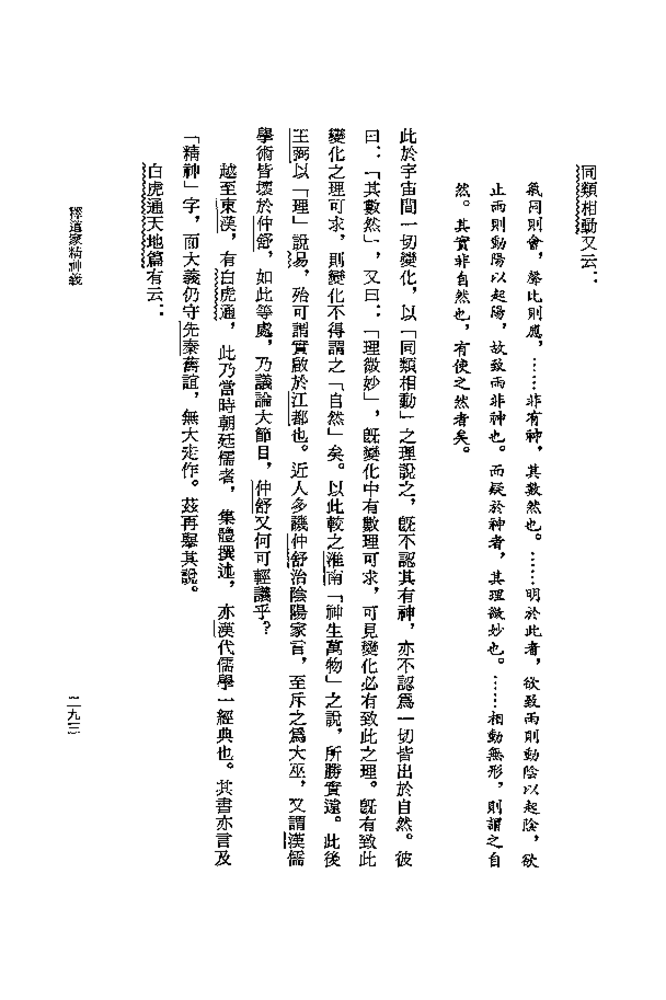 同類相動又云：
氣同則會，聲比則應，……非有神，其數然也。……明於此者，欲致雨則動陰以起陰，欲
止雨則動陽以起陽，故致雨非神也。而疑於神者，其理微妙也。……相動無形，則謂之自
然。其實非自然也，有使之然者矣。
此於宇宙間一切變化，以「同類相動」之理說之，既不認其有神，亦不認爲一切皆出於自然。彼
曰：「其數然」，又曰：「理微妙」，既變化中有數理可求，可見變化必有致此之理。既有致此
變化之理可求，則變化不得謂之「自然」矣。以此較之淮南「神生萬物」之說，所勝實遠。此後
王弼以「理」說易，殆可謂實啟於江都也。近人多譏仲舒治陰陽家言，至斥之爲大巫，又謂漢儒
學術皆壞於仲舒，如此等處，乃議論大節目，仲舒又何可輕議乎？
越至東漢，有白虎通，此乃當時朝廷儒者，集體撰述，亦漢代儒學一經典也。其書亦言及
「精神」字，而大義仍守先秦舊誼，無大走作。茲再舉其說。
白虎通天地篇有云：
釋道家精神義
二九三